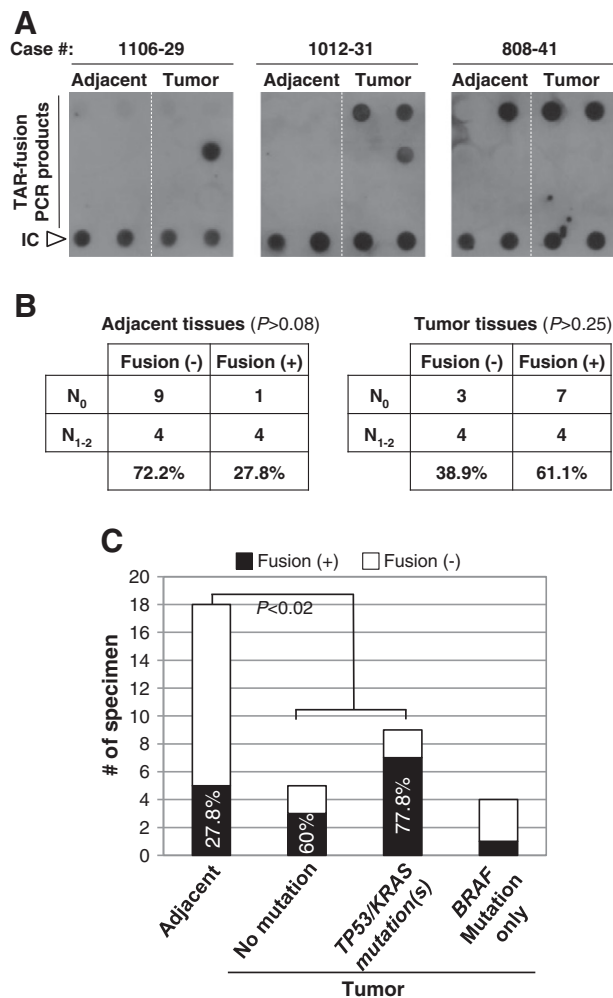 A
Case #: 1106-29 1012-31 808-41
Adjacent Tumor Adjacent Tumor Adjacent Tumor
TAR-fusion
PCR products
IC
B
Adjacent tissues (P>0.08) Tumor tissues (P>0.25)
Fusion (-) Fusion (+) Fusion (-) Fusion (+)
N0 9 1 N0 3 7
N1-2 4 4 N1-2 4 4
72.2% 27.8% 38.9% 61.1%
C
Fusion (+) Fusion (-)
20
18
16
14
12
10
8
6
4
2
0
# of specimen
P<0.02
27.8%
60%
77.8%
Adjacent
No mutation
TP53/KRAS
mutation(s)
BRAF
Mutation
only
Tumor